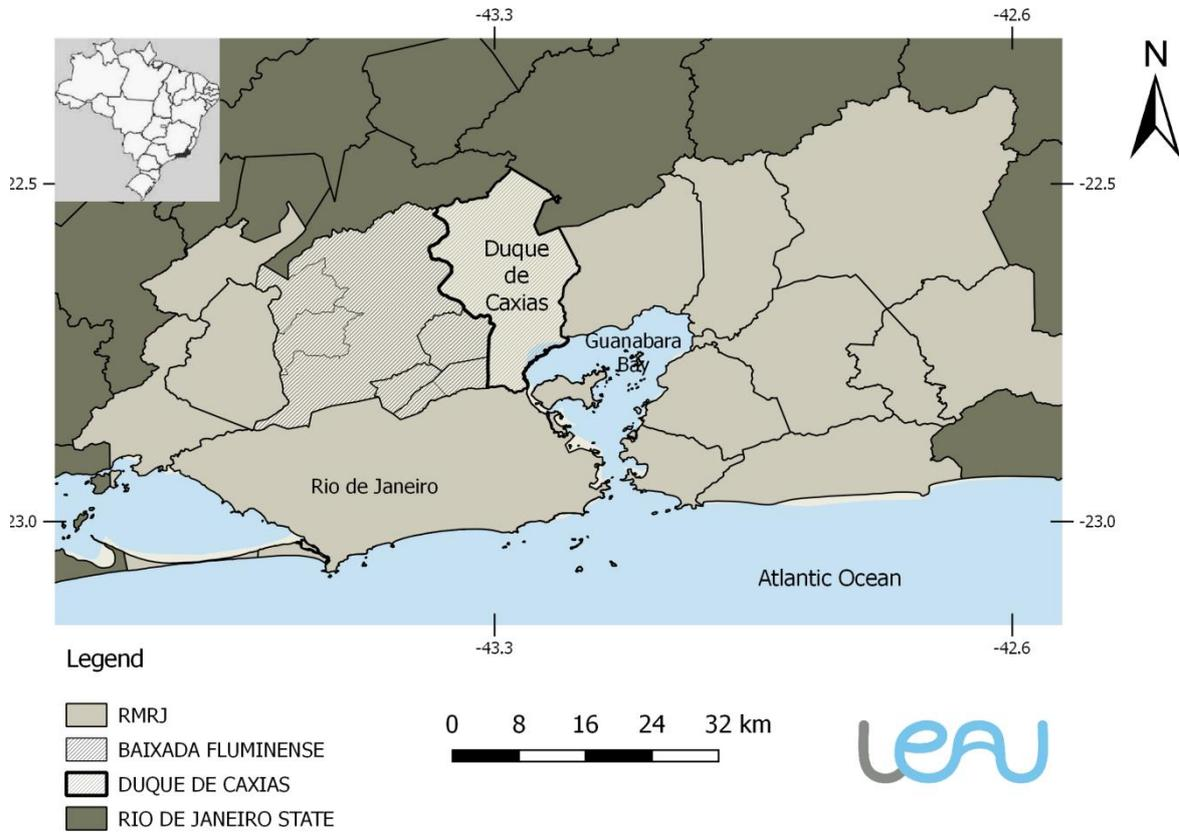 -43.3
-42.6
N
22.5
-22.5
Duque
de
Caxias
Guanabara
Bay
Rio de Janeiro
23.0
-23.0
Atlantic Ocean
-43.3
-42.6
Legend
RMRJ
BAIXADA FLUMINENSE
DUQUE DE CAXIAS
RIO DE JANEIRO STATE
0 8 16 24 32 km
LEAU